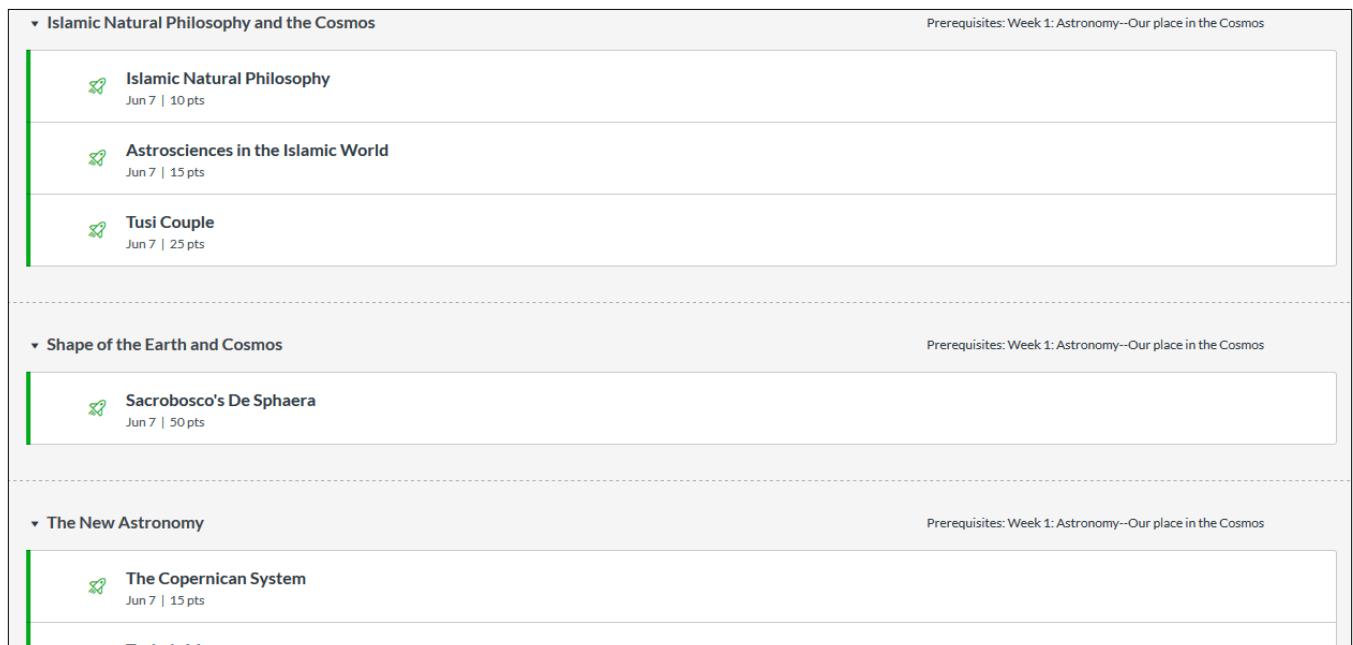 Islamic Natural Philosophy and the Cosmos
Prerequisites: Week 1: Astronomy--Our place in the Cosmos
Islamic Natural Philosophy
Jun 7 | 10 pts
Astrosciences in the Islamic World
Jun 7 | 15 pts
Tusi Couple
Jun 7 | 25 pts
Shape of the Earth and Cosmos
Prerequisites: Week 1: Astronomy--Our place in the Cosmos
Sacrobosco's De Sphaera
Jun 7 | 50 pts
The New Astronomy
Prerequisites: Week 1: Astronomy--Our place in the Cosmos
The Copernican System
Jun 7 | 15 pts